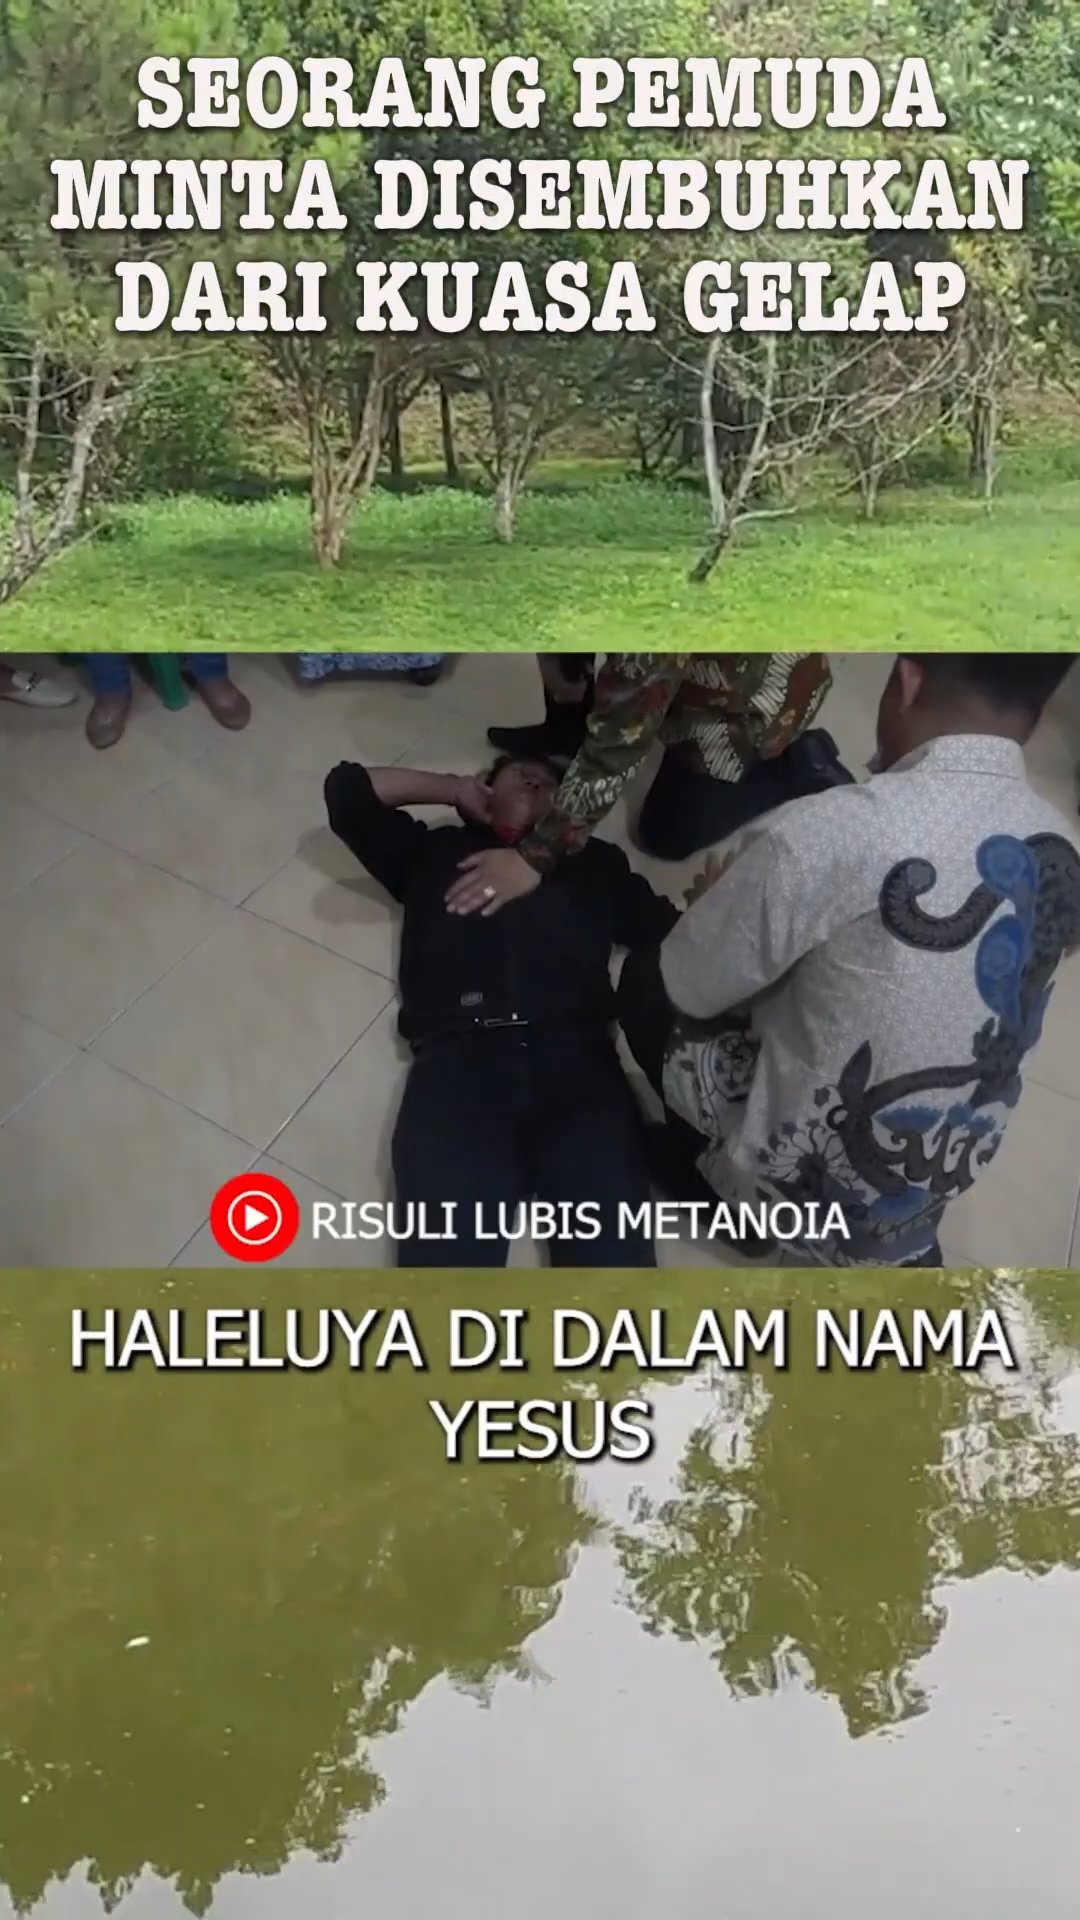 SEORANG PEMUDA
MINTA DISEMBUHKAN
DARI KUASA GELAP
RISULI LUBIS METANOIA
HALELUYA DI DALAM NAMA
YESUS